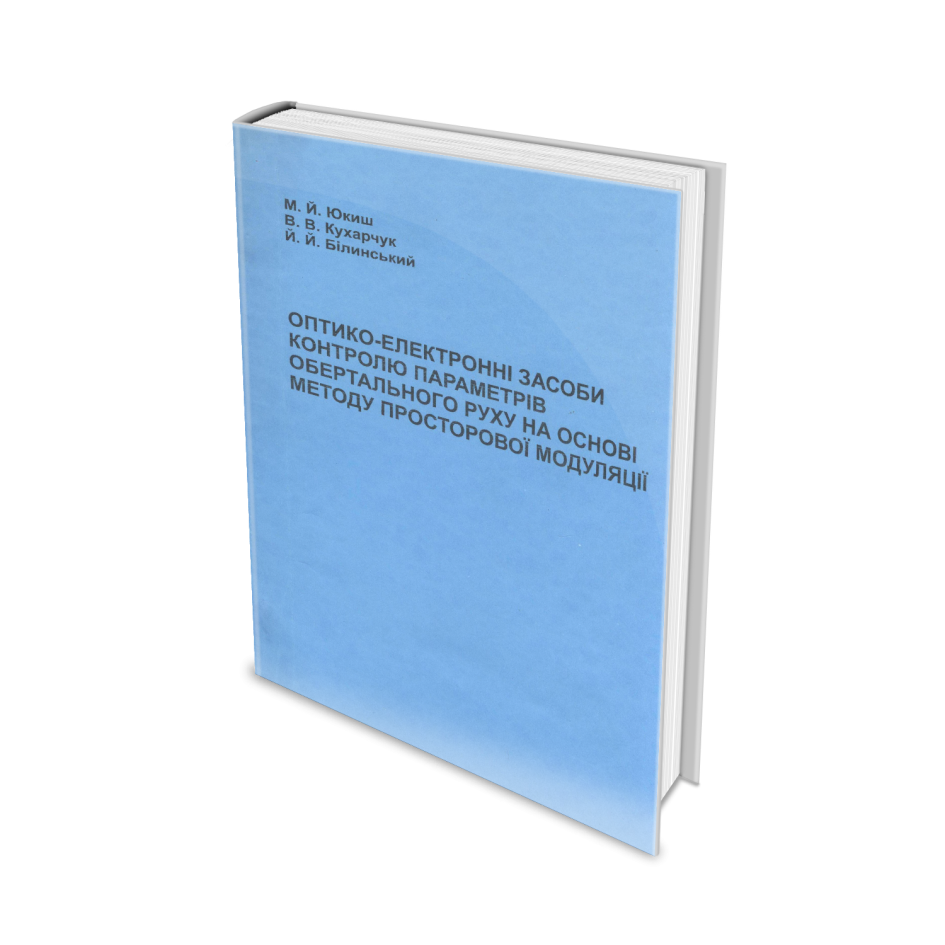 М. Й. Юкиш
В. В. Кухарчук
Й. Й. Білинський
ОПТИКО-ЕЛЕКТРОННІ ЗАСОБИ
КОНТРОЛЮ ПАРАМЕТРІВ
ОБЕРТАЛЬНОГО РУХУ НА ОСНОВІ
МЕТОДУ ПРОСТОРОВОЇ МОДУЛЯЦІЇ